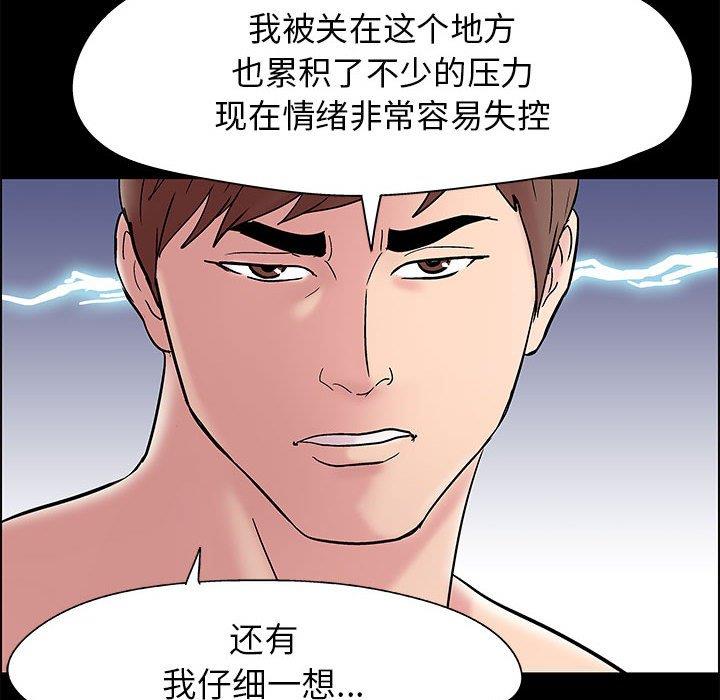 我被关在这个地方
也累积了不少的压力
现在情绪非常容易失控
还有
我仔细一想...